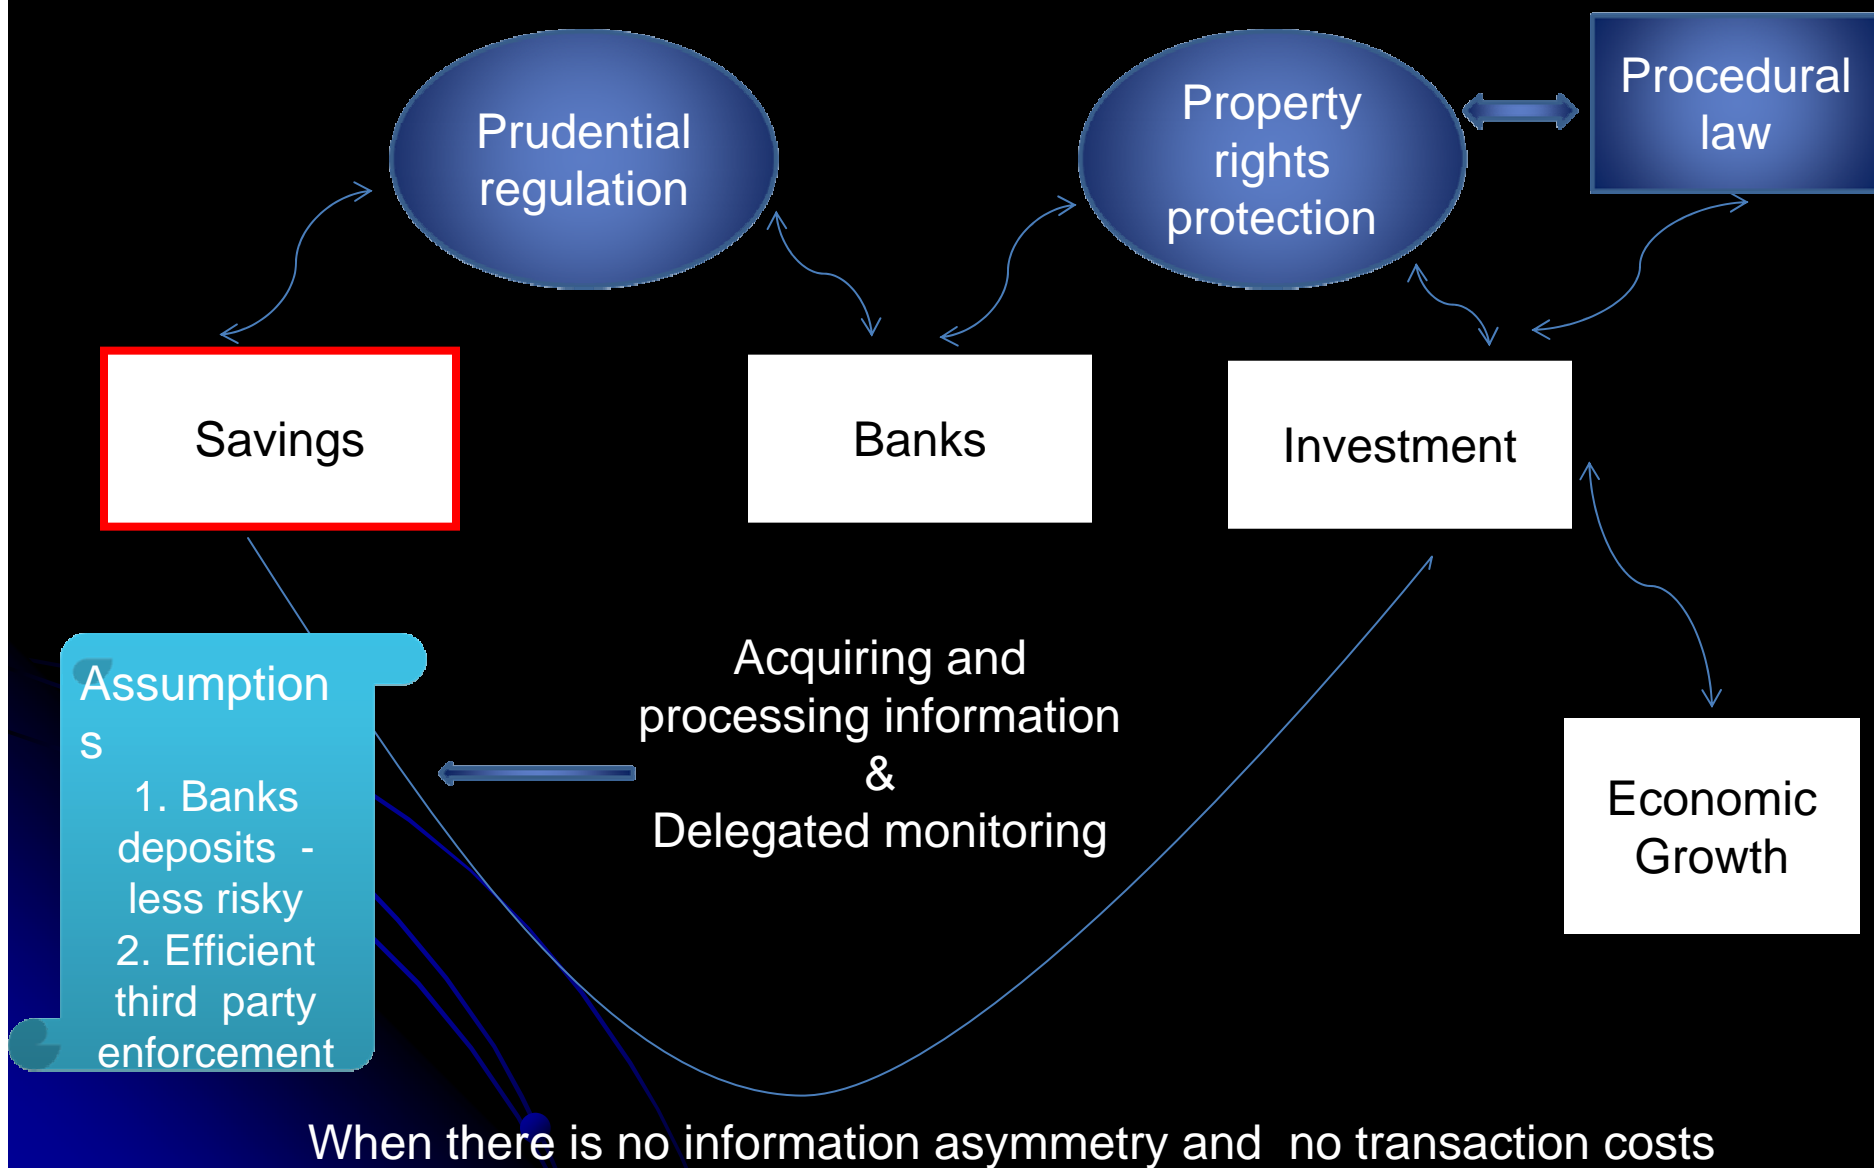 Prudential
regulation
Property
rights
protection
Procedural
law
Savings
Banks
Investment
Assumption
s
1. Banks
deposits -
less risky
2. Efficient
third party
enforcement
Acquiring and
processing information
&
Delegated monitoring
Economic
Growth
When there is no information asymmetry and no transaction costs